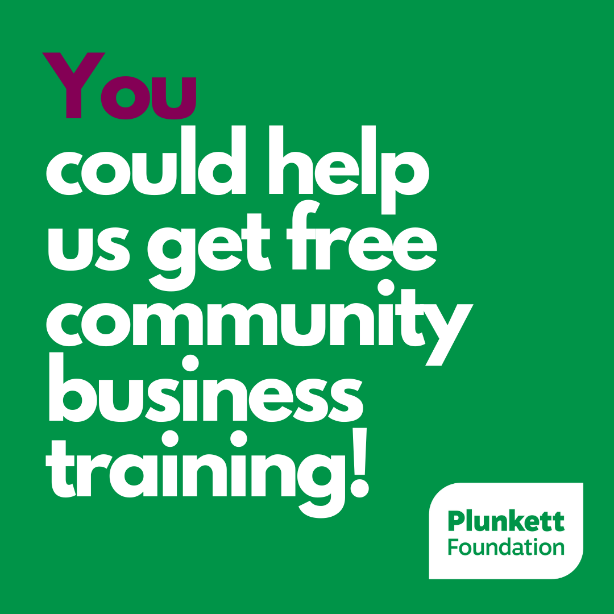 You
could help
us get free
community
business
training!
Plunkett
Foundation